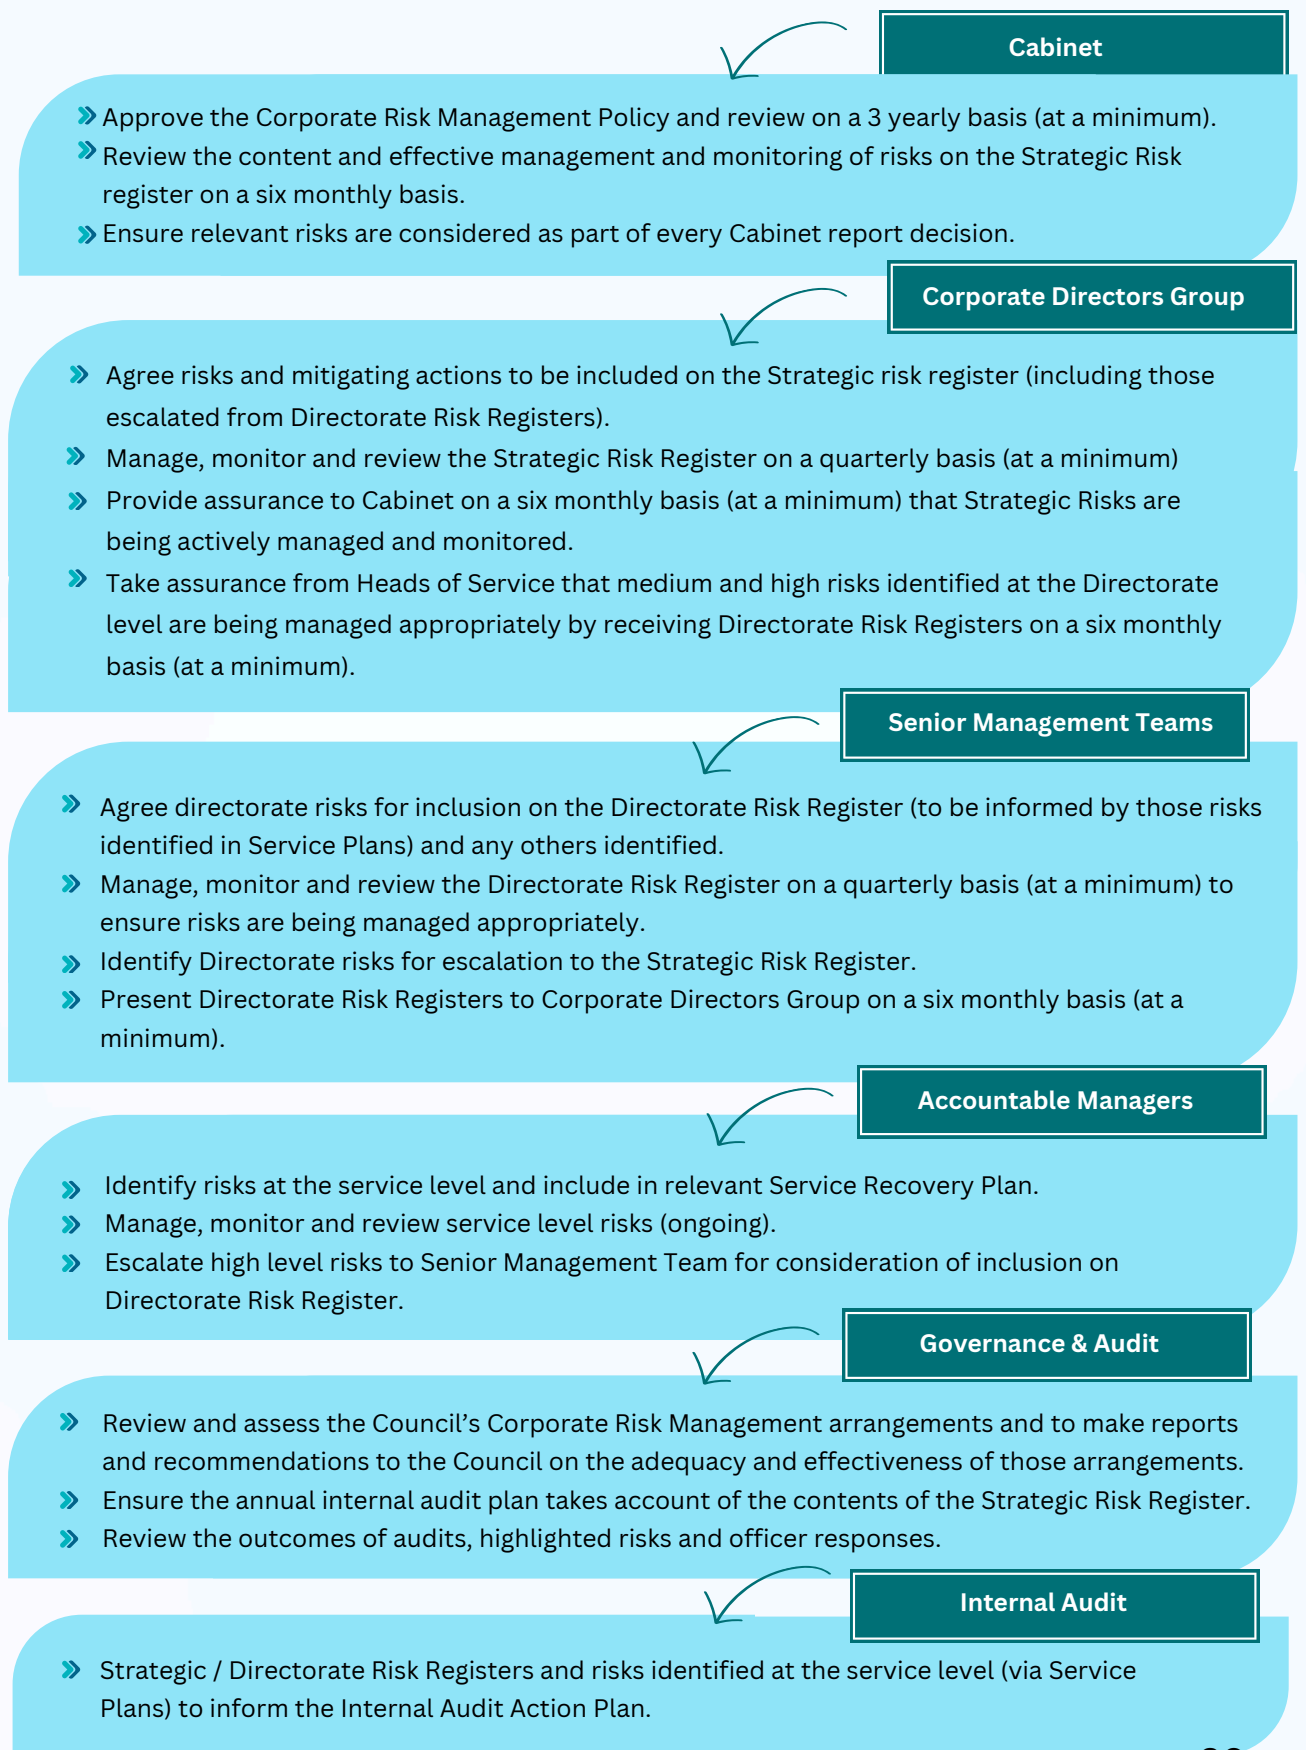 Cabinet
Approve the Corporate Risk Management Policy and review on a 3 yearly basis (at a minimum).
Review the content and effective management and monitoring of risks on the Strategic Risk
register on a six monthly basis.
Ensure relevant risks are considered as part of every Cabinet report decision.
Corporate Directors Group
Agree risks and mitigating actions to be included on the Strategic risk register (including those
escalated from Directorate Risk Registers).
Manage, monitor and review the Strategic Risk Register on a quarterly basis (at a minimum)
Provide assurance to Cabinet on a six monthly basis (at a minimum) that Strategic Risks are
being actively managed and monitored.
Take assurance from Heads of Service that medium and high risks identified at the Directorate
level are being managed appropriately by receiving Directorate Risk Registers on a six monthly
basis (at a minimum).
Senior Management Teams
Agree directorate risks for inclusion on the Directorate Risk Register (to be informed by those risks
identified in Service Plans) and any others identified.
Manage, monitor and review the Directorate Risk Register on a quarterly basis (at a minimum) to
ensure risks are being managed appropriately.
Identify Directorate risks for escalation to the Strategic Risk Register.
Present Directorate Risk Registers to Corporate Directors Group on a six monthly basis (at a
minimum).
Accountable Managers
Identify risks at the service level and include in relevant Service Recovery Plan.
Manage, monitor and review service level risks (ongoing).
Escalate high level risks to Senior Management Team for consideration of inclusion on
Directorate Risk Register.
Governance & Audit
Review and assess the Council’s Corporate Risk Management arrangements and to make reports
and recommendations to the Council on the adequacy and effectiveness of those arrangements.
Ensure the annual internal audit plan takes account of the contents of the Strategic Risk Register.
Review the outcomes of audits, highlighted risks and officer responses.
Internal Audit
Strategic / Directorate Risk Registers and risks identified at the service level (via Service
Plans) to inform the Internal Audit Action Plan.